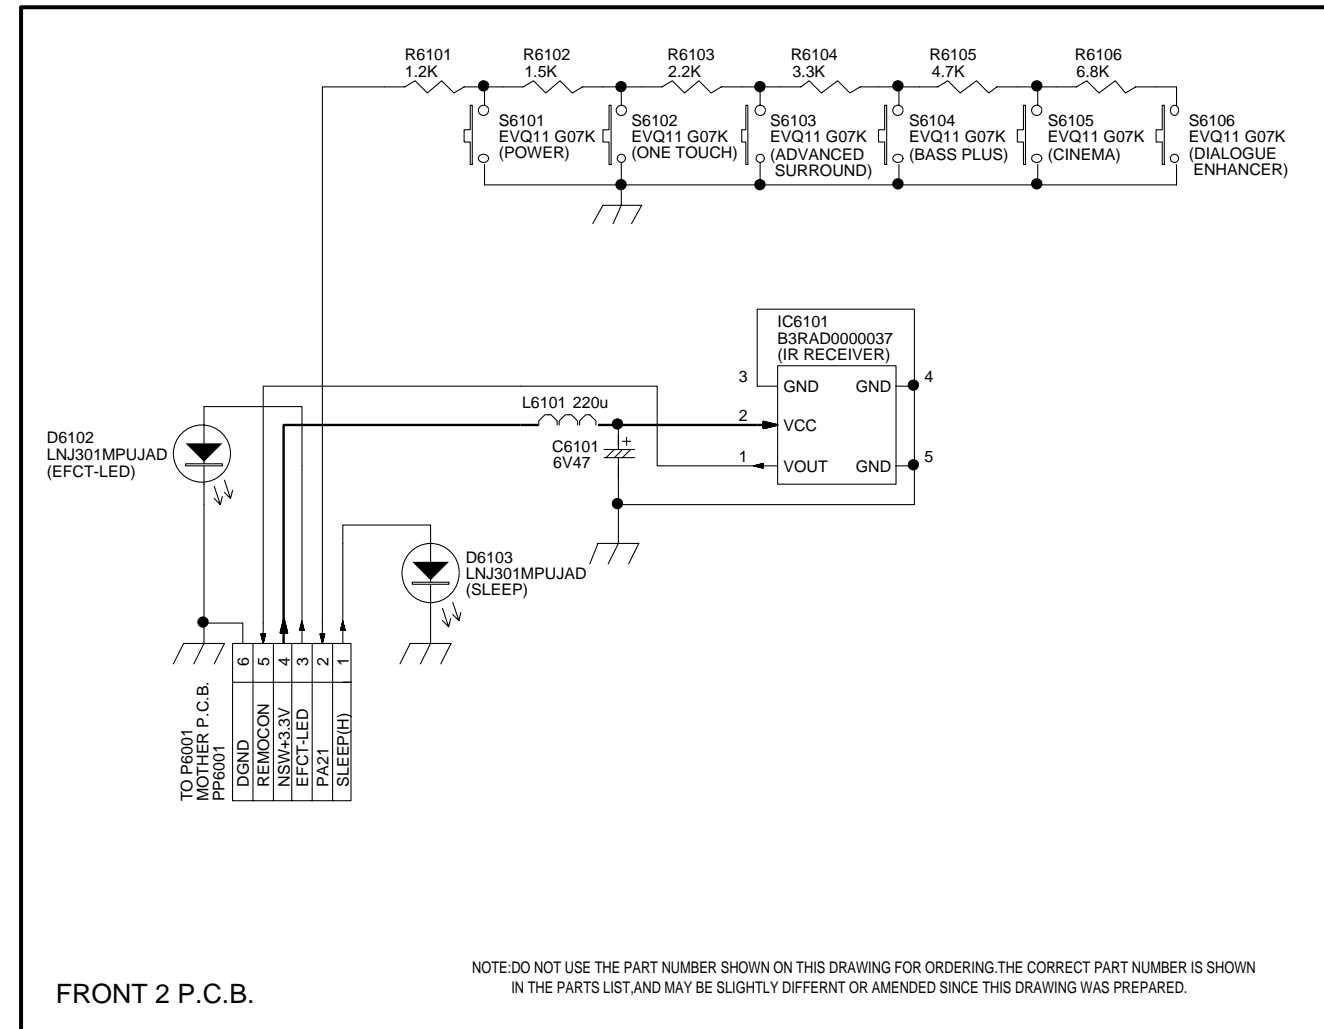 R6101
1.2K
R6102
1.5K
R6103
2.2K
R6104
3.3K
R6105
4.7K
R6106
6.8K
S6101
EVQ11 G07K
(POWER)
S6102
EVQ11 G07K
(ONE TOUCH)
S6103
EVQ11 G07K
(ADVANCED
SURROUND)
S6104
EVQ11 G07K
(BASS PLUS)
S6105
EVQ11 G07K
(CINEMA)
S6106
EVQ11 G07K
(DIALOGUE
ENHANCER)
IC6101
B3RAD0000037
(IR RECEIVER)
3
GND
GND
4
2
VCC
1
VOUT
GND
5
L6101 220u
C6101
6V47
+
D6102
LNJ301MPUJAD
(EFCT-LED)
D6103
LNJ301MPUJAD
(SLEEP)
6
5
4
3
2
1
DGND
REMOCON
NSW+3.3V
EFCT-LED
PA21
SLEEP(H)
TO P6001
MOTHER P.C.B.
PP6001
FRONT 2 P.C.B.
NOTE:DO NOT USE THE PART NUMBER SHOWN ON THIS DRAWING FOR ORDERING.THE CORRECT PART NUMBER IS SHOWN
IN THE PARTS LIST,AND MAY BE SLIGHTLY DIFFERNT OR AMENDED SINCE THIS DRAWING WAS PREPARED.